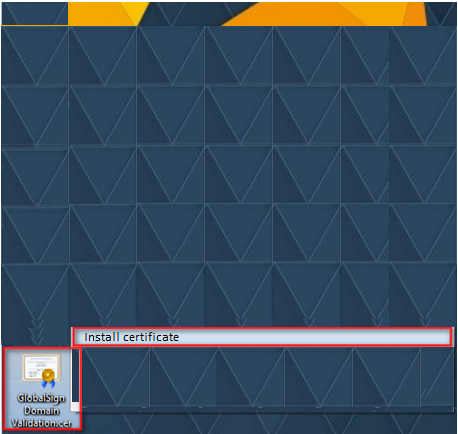 Install certificate
GlobalSign
Domain
Validation.cer